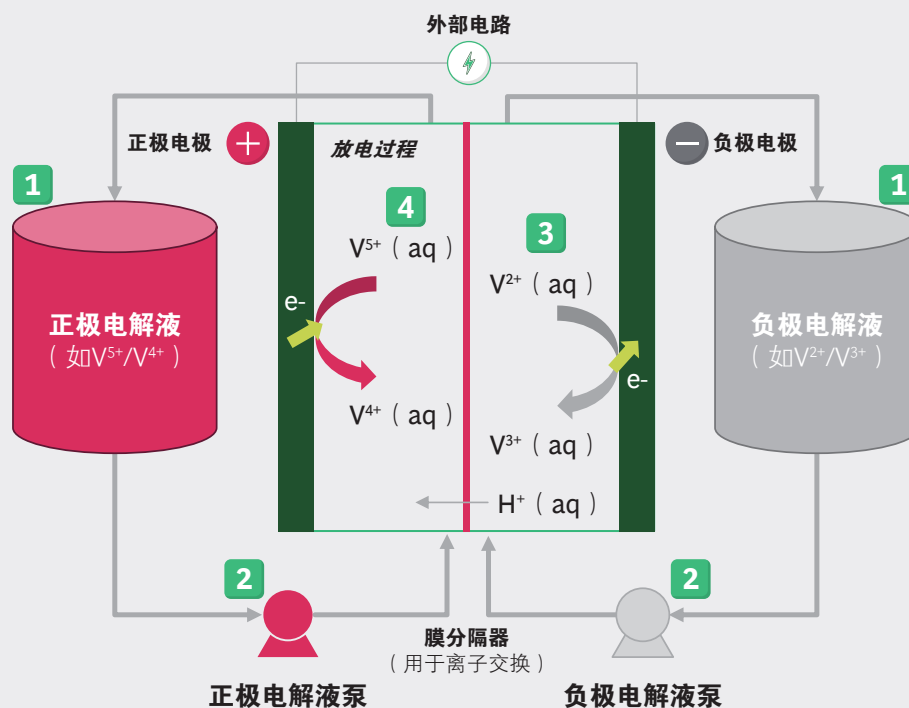 外部电路
正极电极
+
放电过程
−
负极电极
1
1
4
3
V⁵⁺（aq）
V²⁺（aq）
e-
正极电解液
（如V⁵⁺/V⁴⁺）
负极电解液
（如V²⁺/V³⁺）
e-
V⁴⁺（aq）
V³⁺（aq）
H⁺（aq）
2
2
膜分隔器
（用于离子交换）
正极电解液泵
负极电解液泵